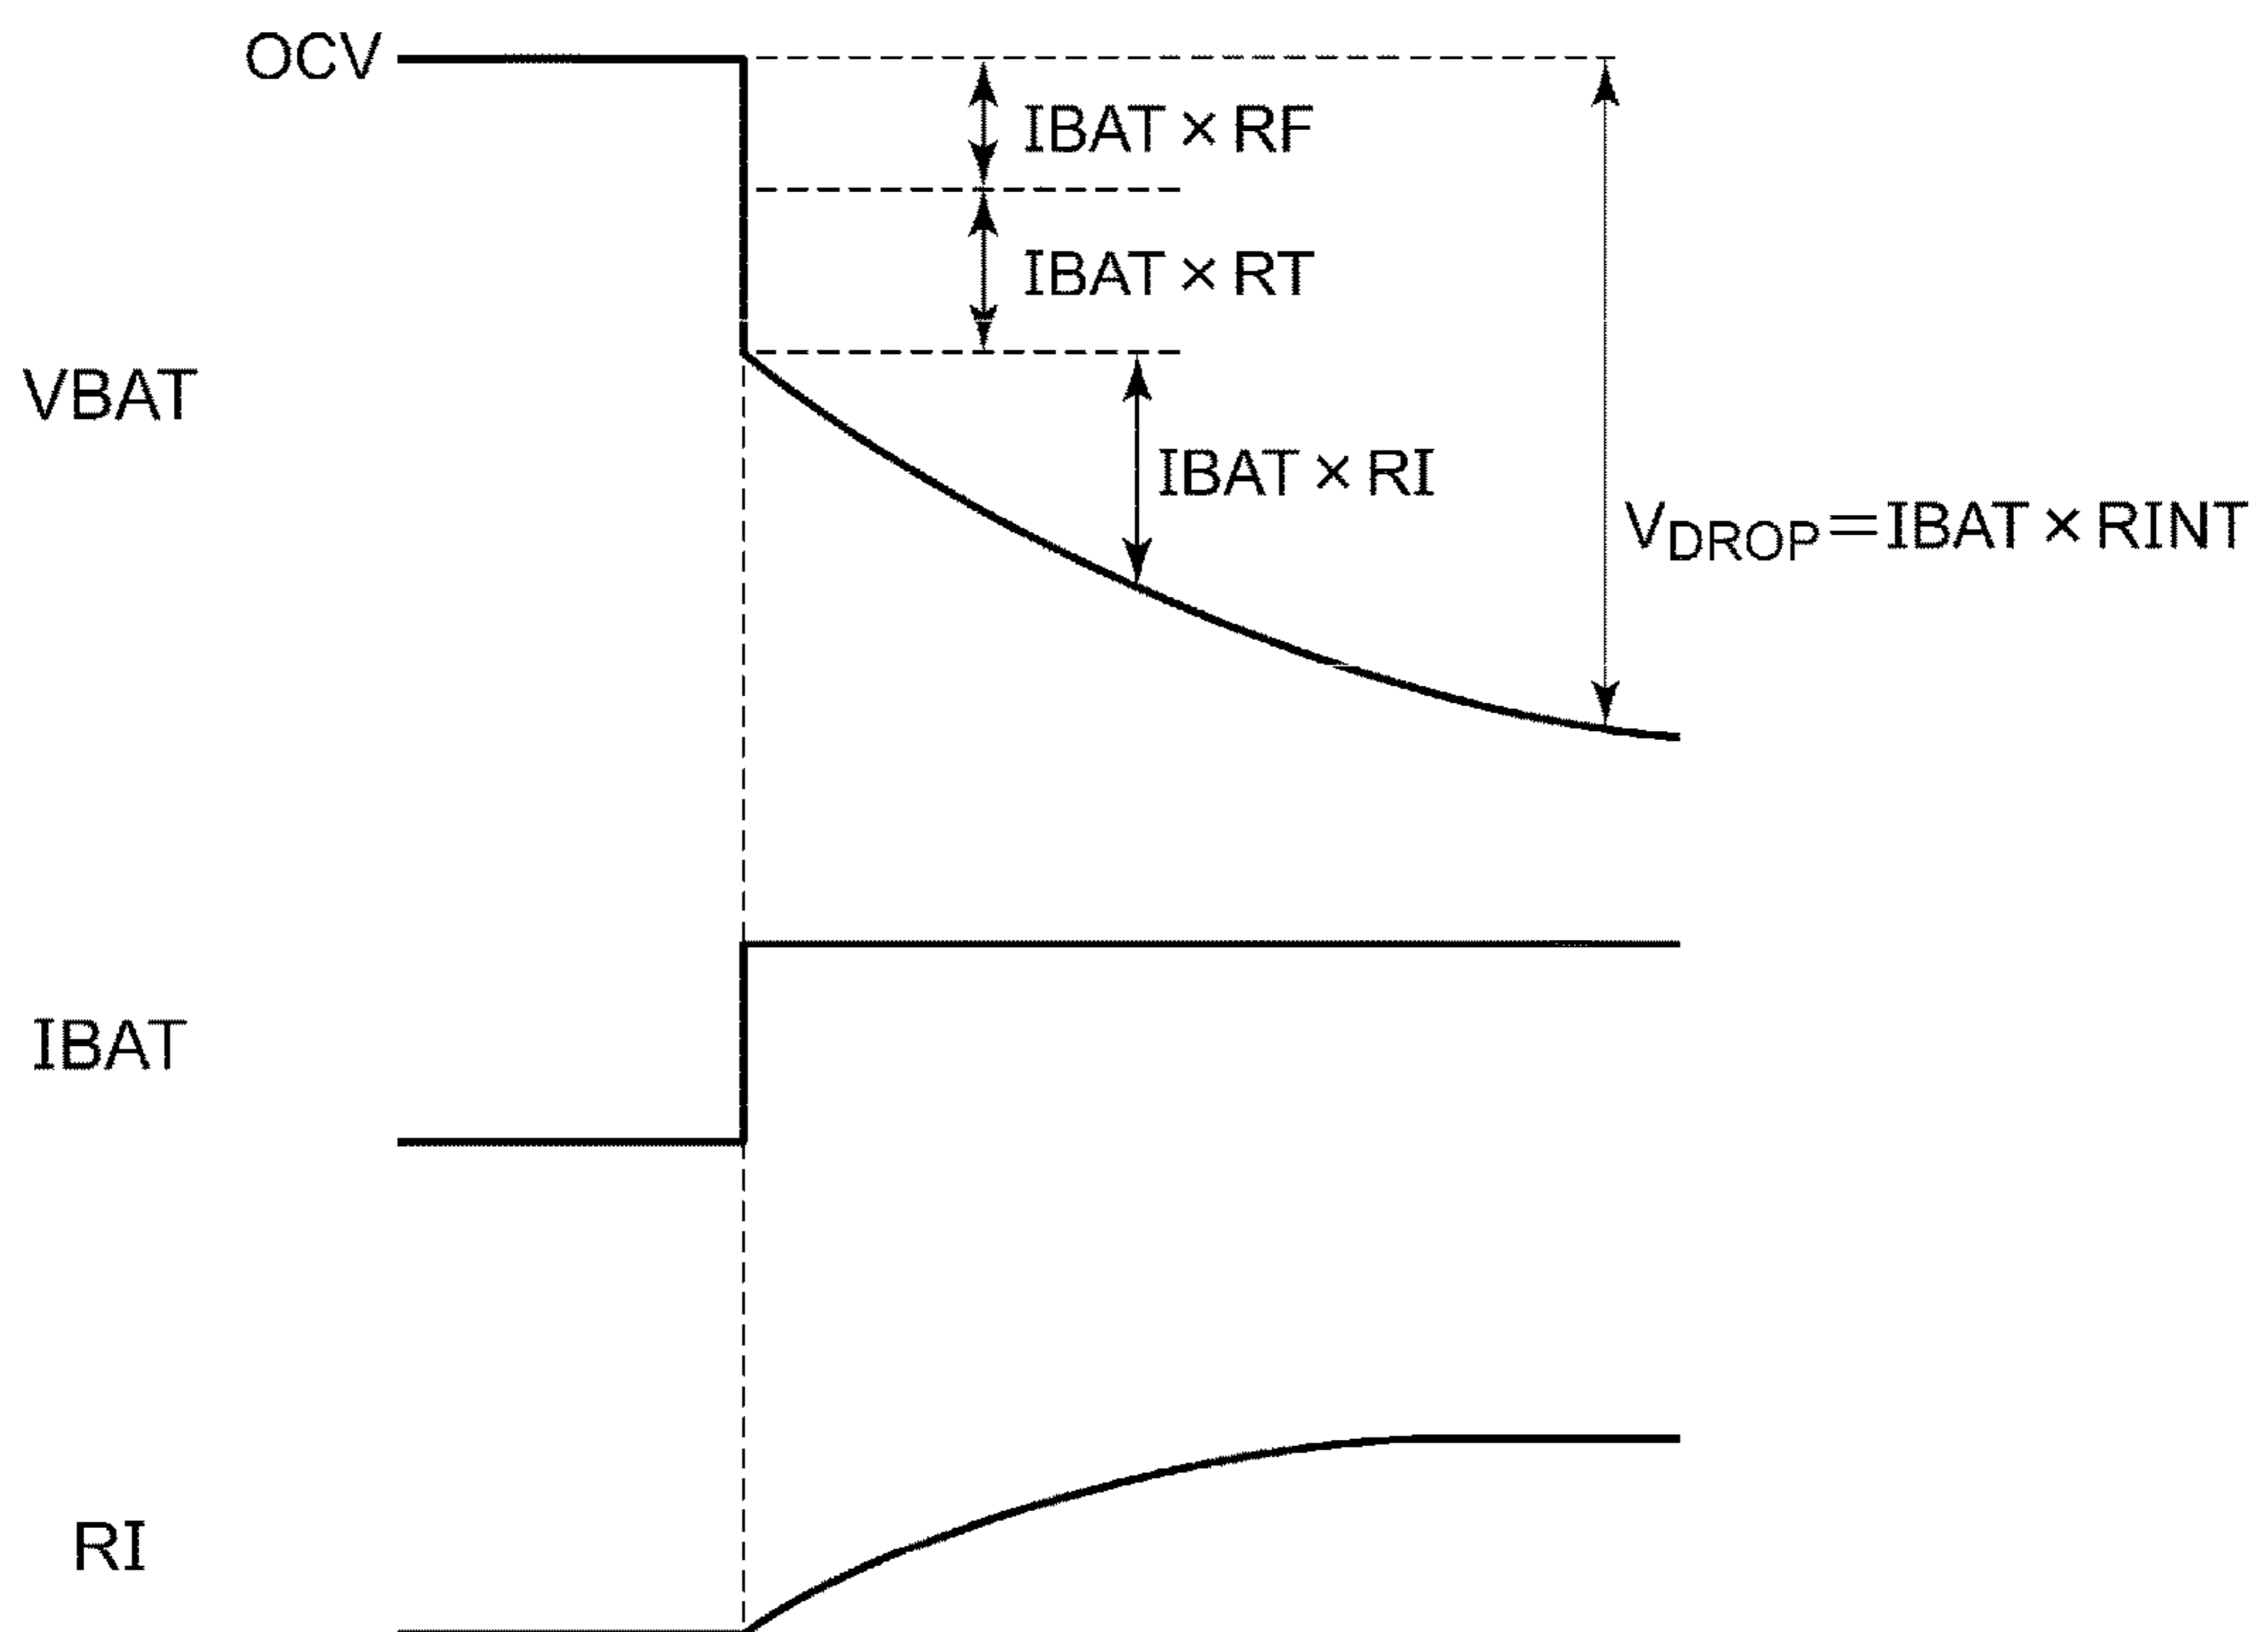 OCV
IBAT×RF
IBAT×RT
VBAT
IBAT×RI
VDROP=IBAT×RINT
IBAT
RI